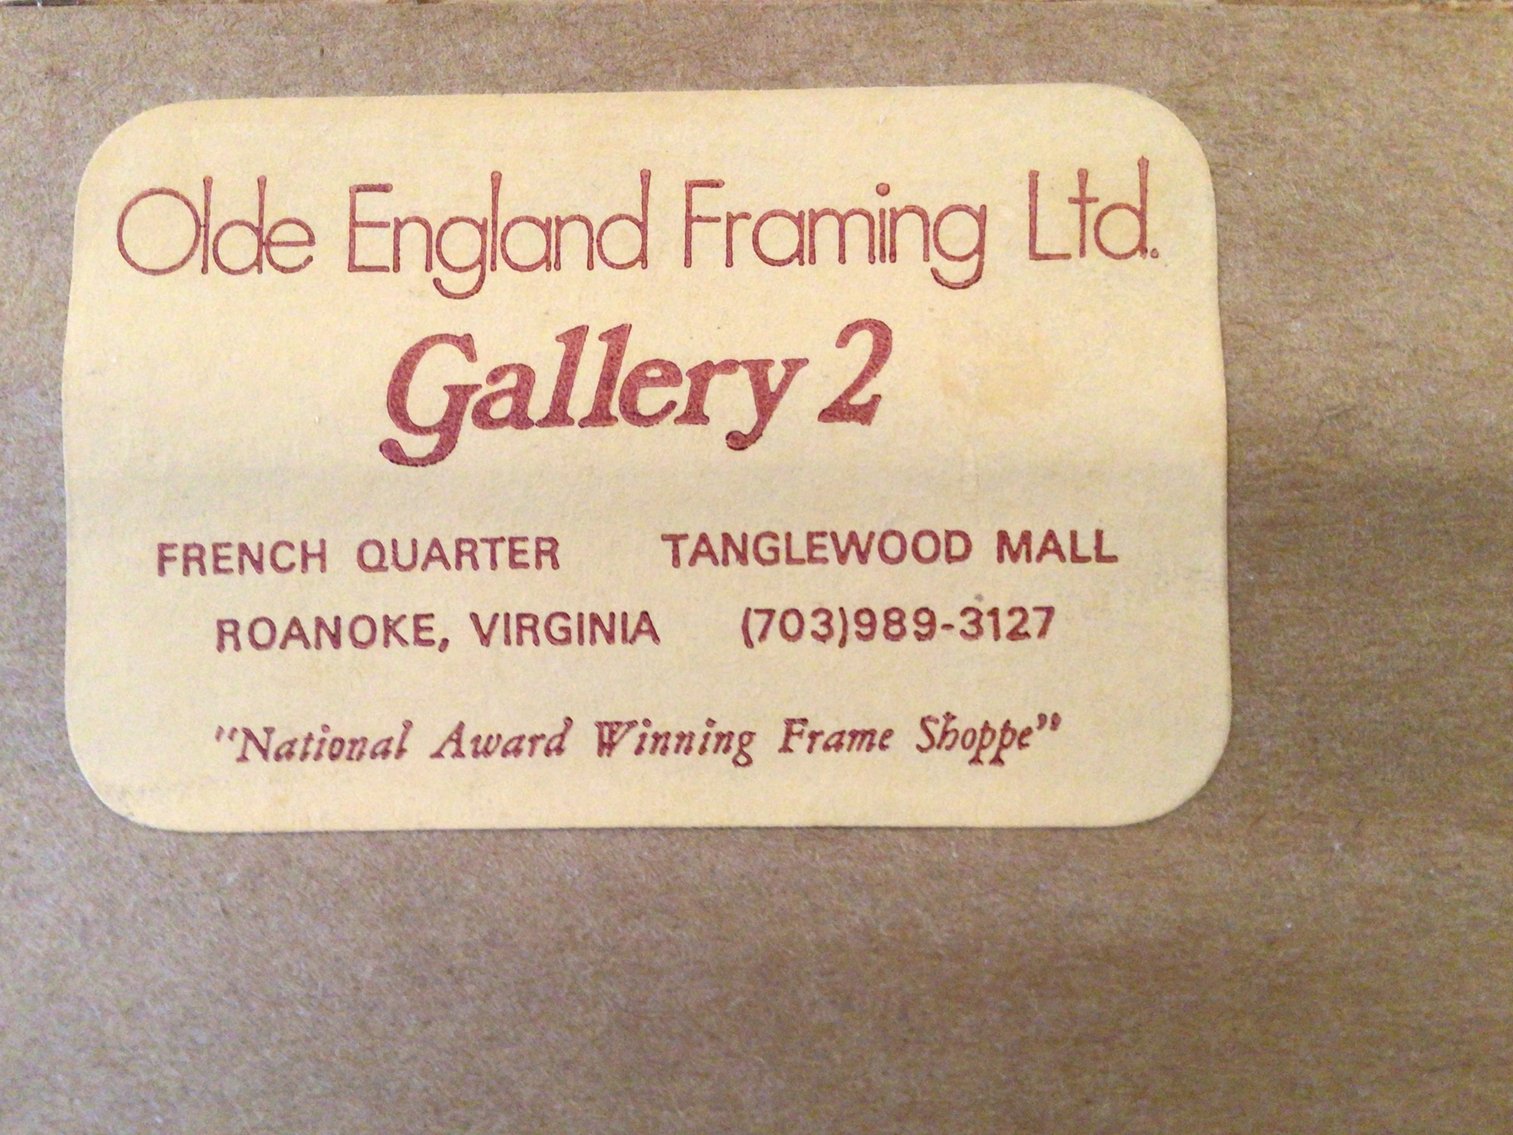 Olde England Framing Ltd.
Gallery 2
FRENCH QUARTER TANGLEWOOD MALL
ROANOKE, VIRGINIA (703)989-3127
"National Award Winning Frame Shoppe"